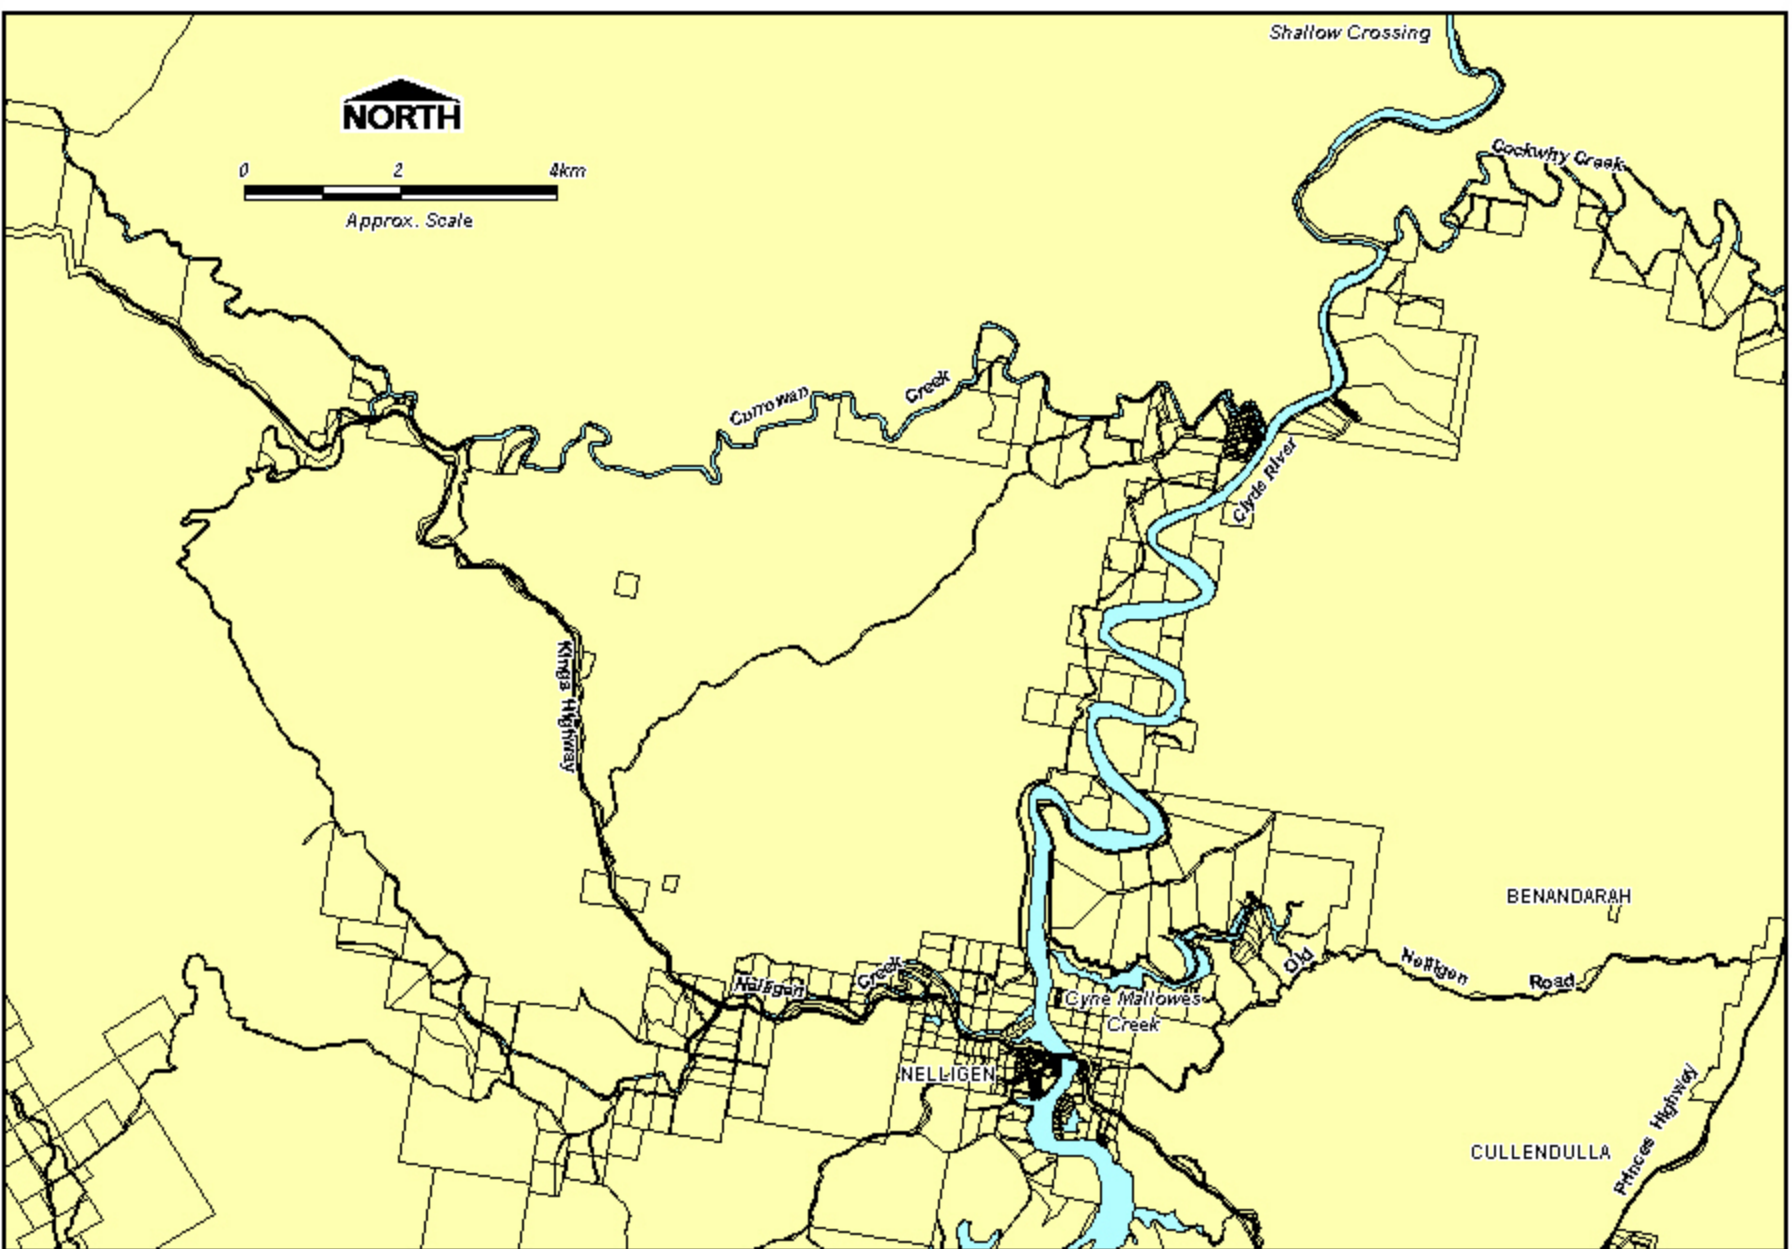 Shallow Crossing
NORTH
Cockwhy Creek
0 2 4km
Approx. Scale
Currowan Creek
Clyde River
Kings Highway
BENANDARAH
Old Nelligen Road
Nelligen Creek
Cyne Mallowes
Creek
NELLIGEN
Princes Highway
CULLENDULLA